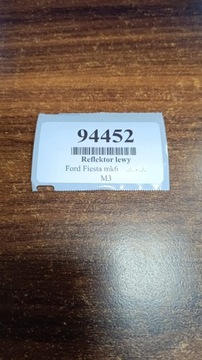 94452
Reflektor lewy
Ford Fiesta mk6
M3